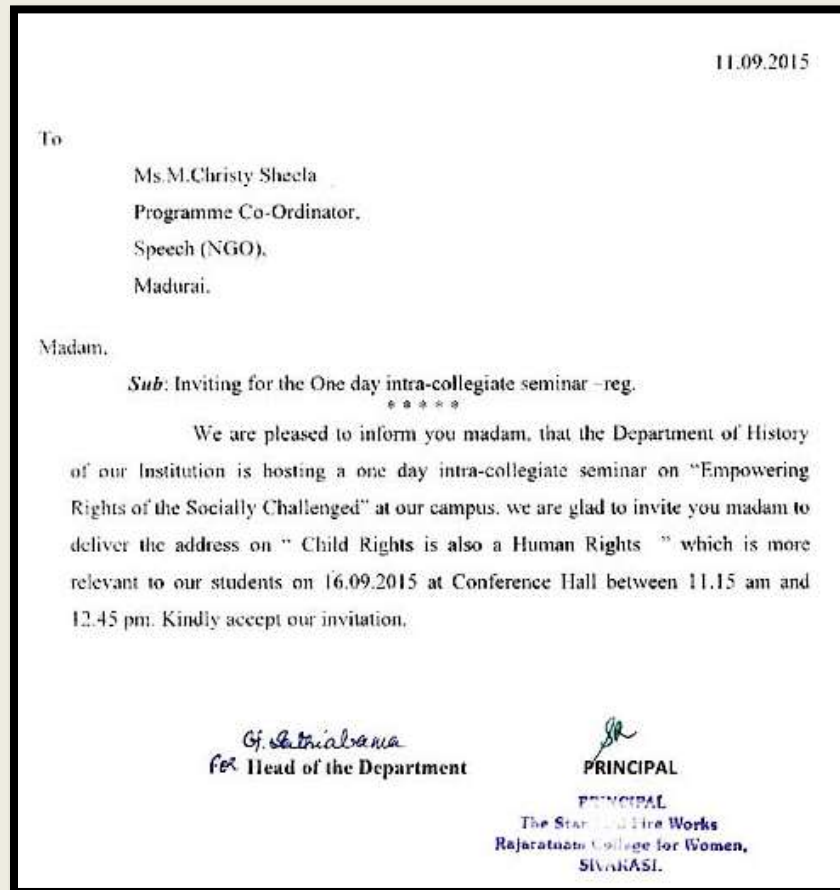 11.09.2015
To
Ms.M.Christy Sheela
Programme Co-Ordinator,
Speech (NGO),
Madurai.
Madam,
Sub: Inviting for the One day intra-collegiate seminar –reg.
* * * * *
We are pleased to inform you madam, that the Department of History
of our Institution is hosting a one day intra-collegiate seminar on “Empowering
Rights of the Socially Challenged” at our campus. we are glad to invite you madam to
deliver the address on “ Child Rights is also a Human Rights ” which is more
relevant to our students on 16.09.2015 at Conference Hall between 11.15 am and
12.45 pm. Kindly accept our invitation.
For Head of the Department
PRINCIPAL
PRINCIPAL
The Fire Works
Rajaratnam College for Women,
SIVAKASI.